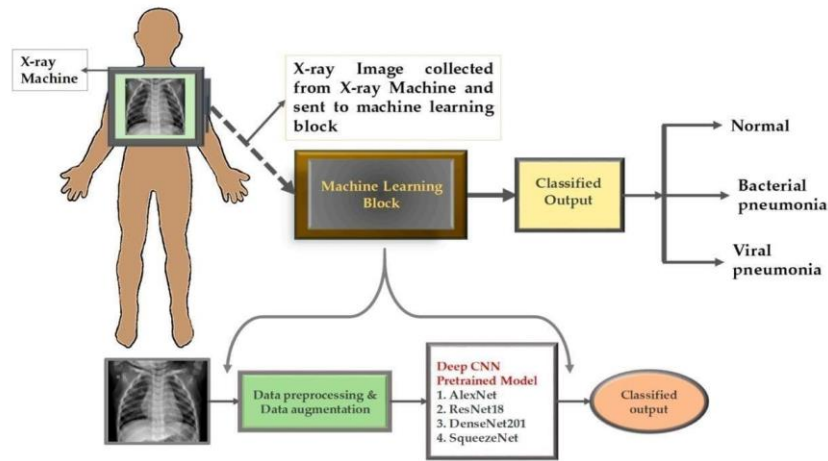 X-ray
Machine
X-ray Image collected
from X-ray Machine and
sent to machine learning
block
Machine Learning
Block
Classified
Output
Normal
Bacterial
pneumonia
Viral
pneumonia
Data preprocessing &
Data augmentation
Deep CNN
Pretrained Model
1. AlexNet
2. ResNet18
3. DenseNet201
4. SqueezeNet
Classified
output